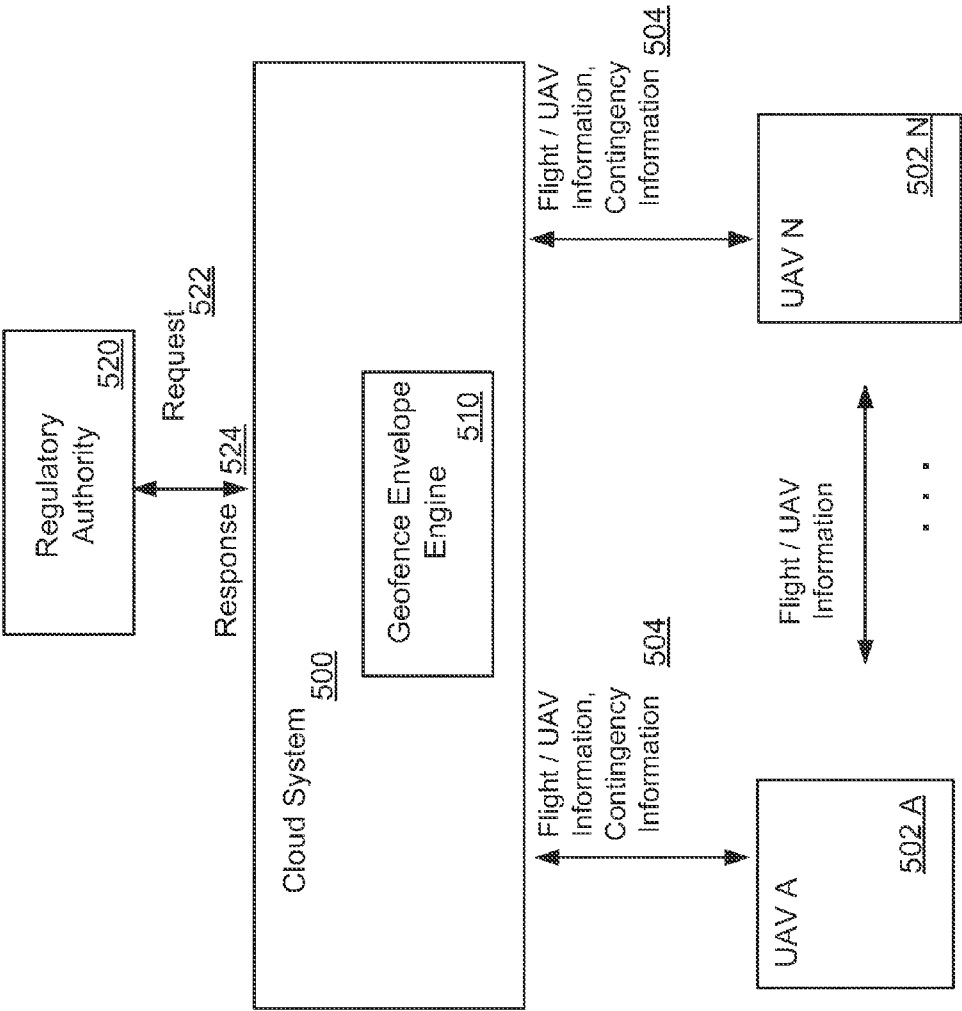 Regulatory
Authority
520
Response 524
Request
522
Cloud System
500
Geofence Envelope
Engine
510
Flight / UAV
Information,
Contingency
Information 504
Flight / UAV
Information,
Contingency
Information 504
UAV A
502 A
Flight / UAV
Information
. . .
UAV N
502 N